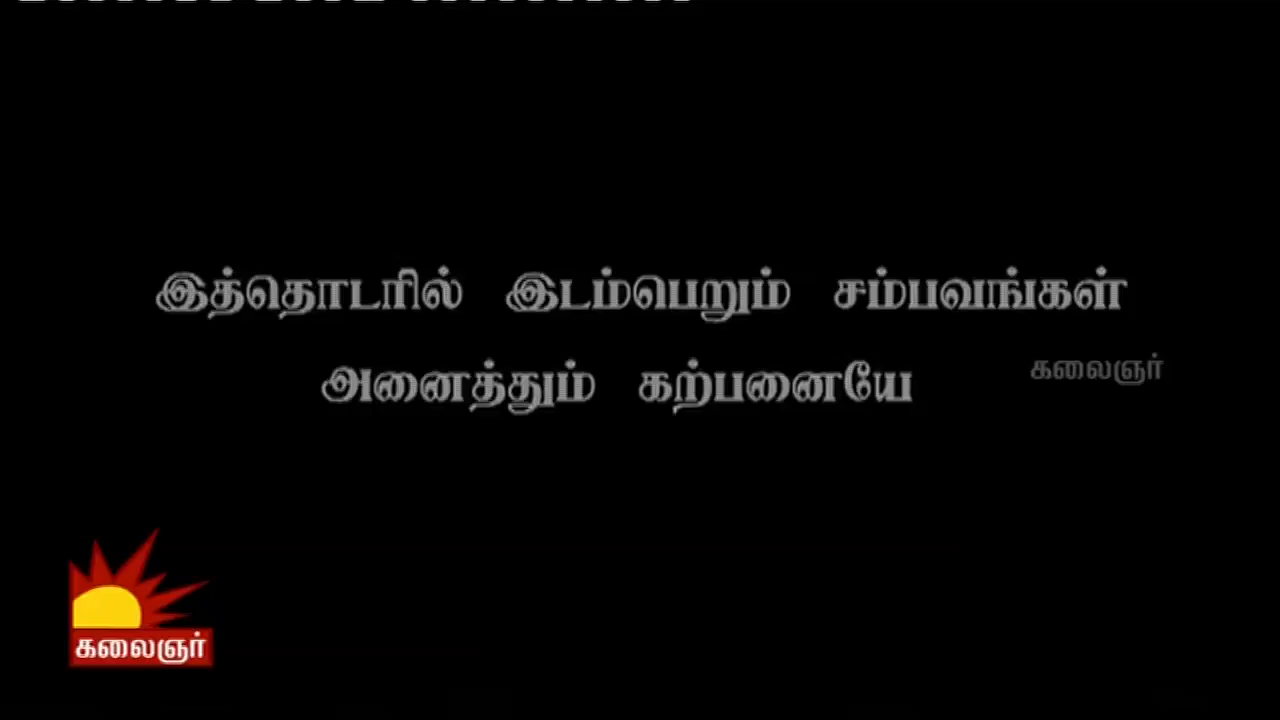 இத்தொடரில் இடம்பெறும் சம்பவங்கள்
அனைத்தும் கற்பனையே
கலைஞர்
கலைஞர்